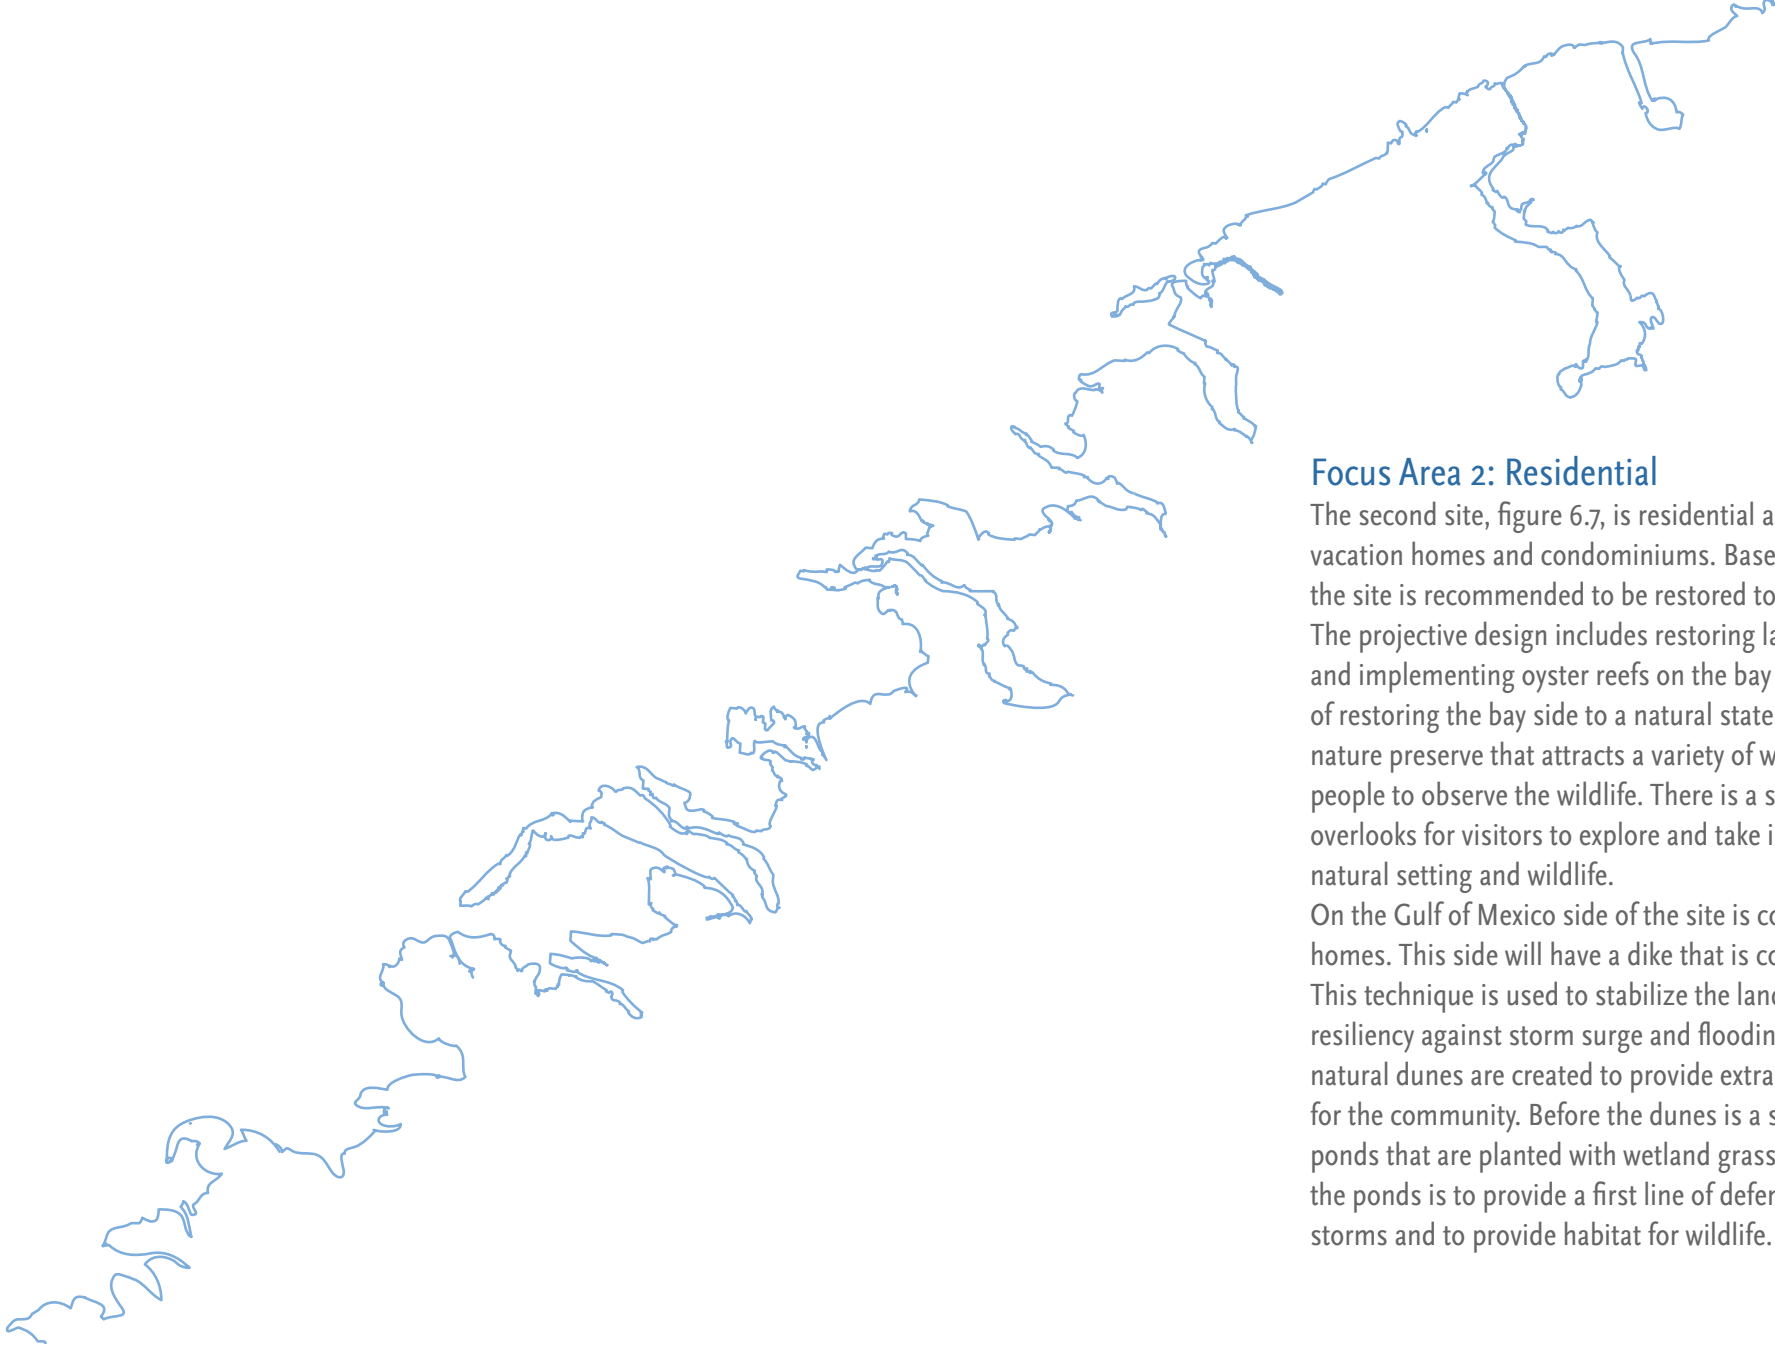 Focus Area 2: Residential
The second site, figure 6.7, is residential a
vacation homes and condominiums. Base
the site is recommended to be restored to
The projective design includes restoring la
and implementing oyster reefs on the bay
of restoring the bay side to a natural state
nature preserve that attracts a variety of w
people to observe the wildlife. There is a s
overlooks for visitors to explore and take i
natural setting and wildlife.
On the Gulf of Mexico side of the site is co
homes. This side will have a dike that is co
This technique is used to stabilize the land
resiliency against storm surge and floodin
natural dunes are created to provide extra
for the community. Before the dunes is a s
ponds that are planted with wetland grass
the ponds is to provide a first line of defen
storms and to provide habitat for wildlife.